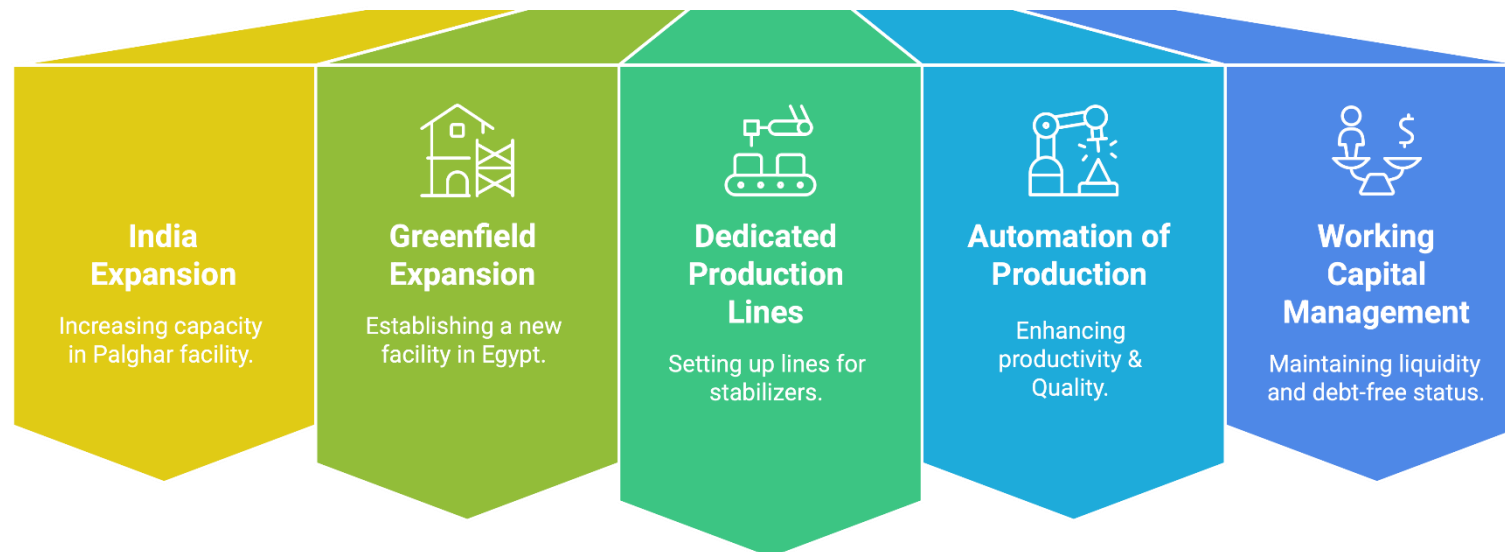 India
Expansion
Increasing capacity
in Palghar facility.
Greenfield
Expansion
Establishing a new
facility in Egypt.
Dedicated
Production
Lines
Setting up lines for
stabilizers.
Automation of
Production
Enhancing
productivity &
Quality.
$
Working
Capital
Management
Maintaining liquidity
and debt-free status.